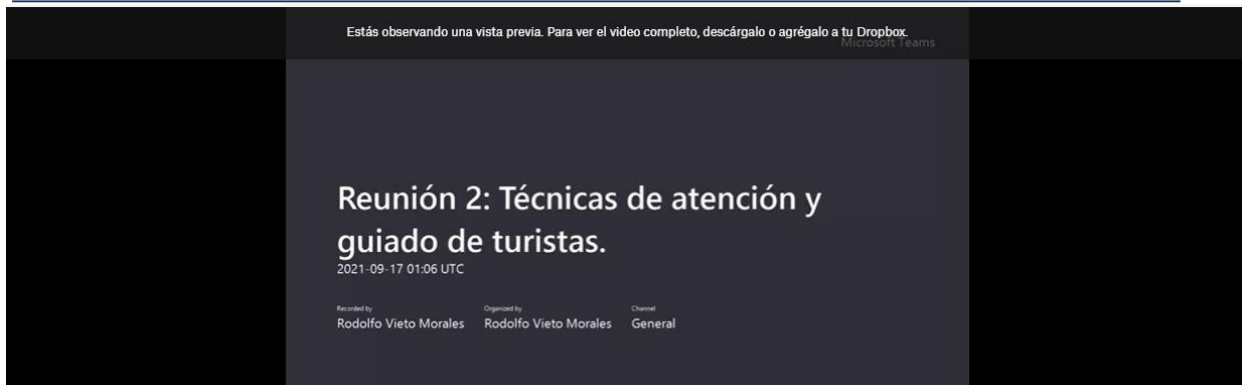 Estás observando una vista previa. Para ver el video completo, descárgalo o agrégalo a tu Dropbox.
Microsoft Teams
Reunión 2: Técnicas de atención y
guiado de turistas.
2021-09-17 01:06 UTC
Recorded by Organized by Channel
Rodolfo Vieto Morales Rodolfo Vieto Morales General